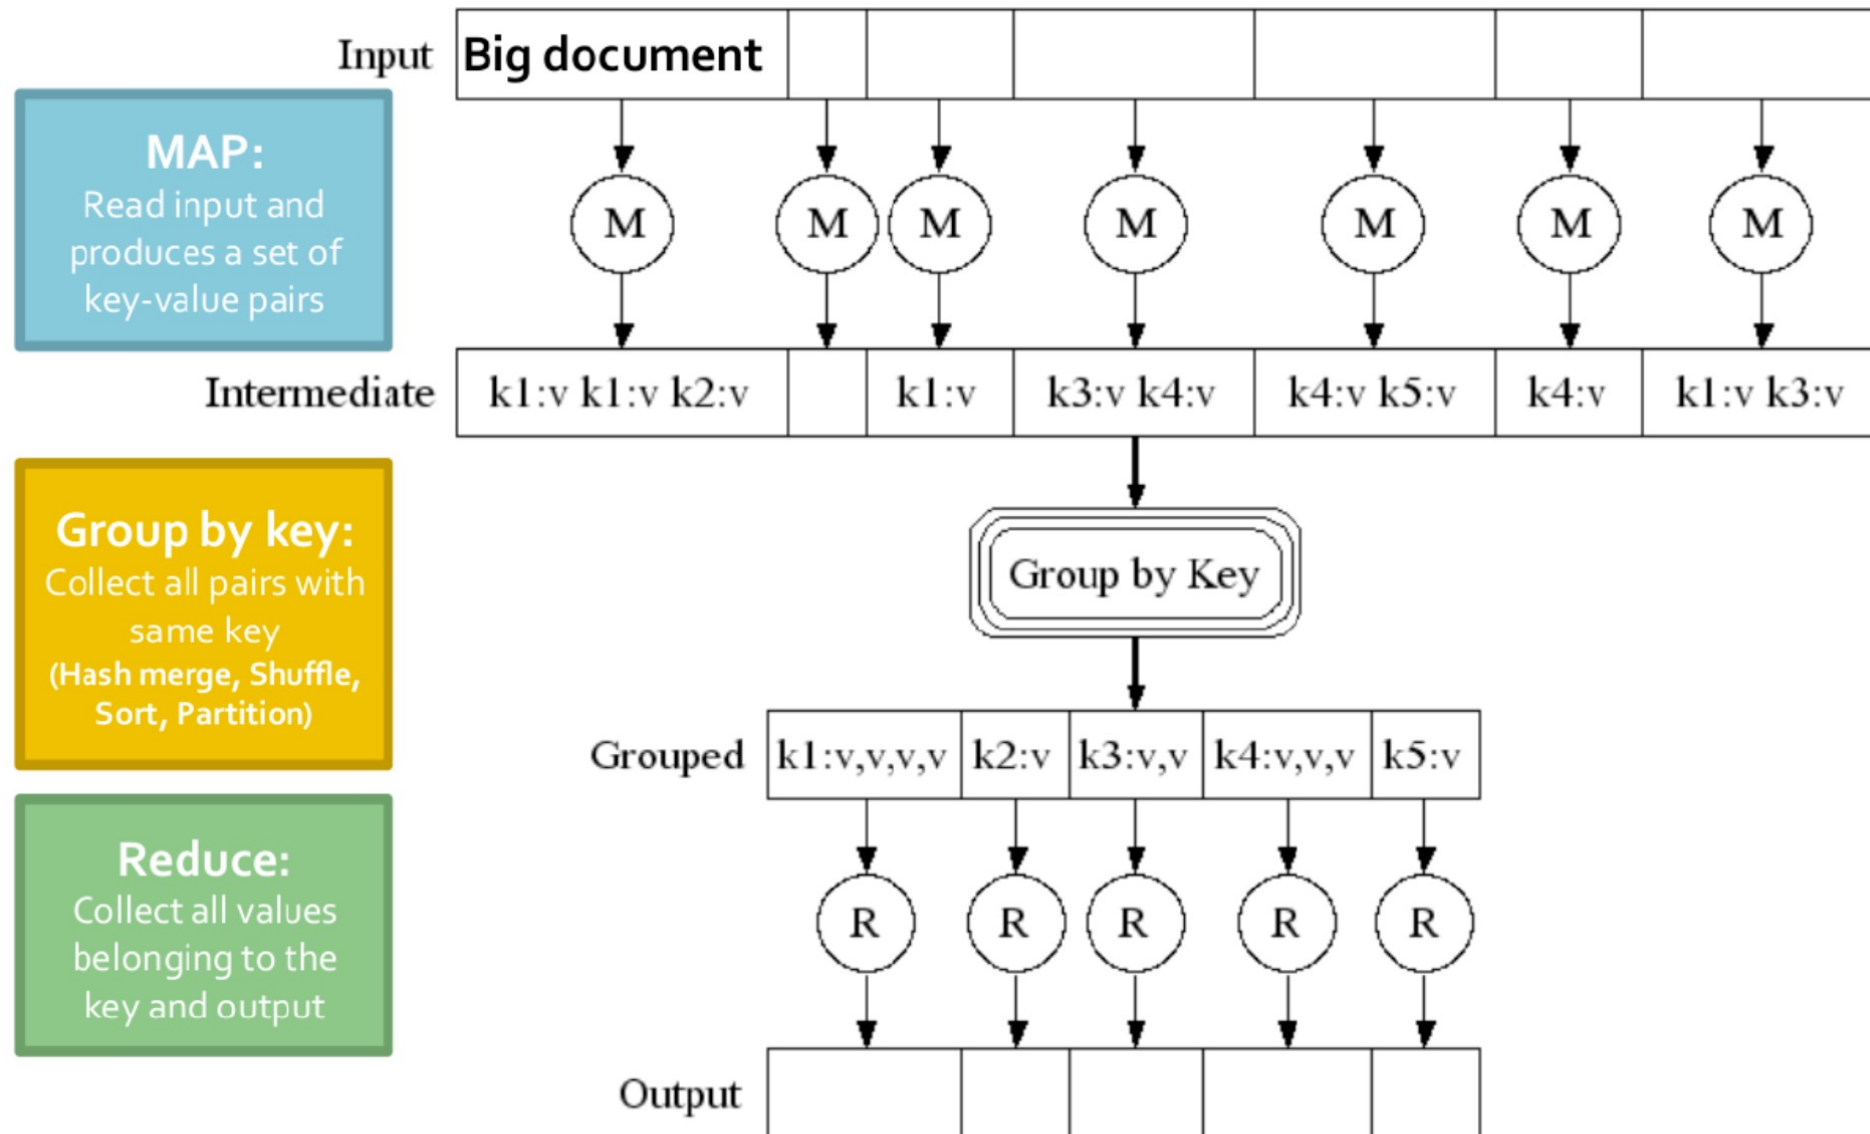 Input
Big document
MAP:
Read input and
produces a set of
key-value pairs
M M M M M M M
Intermediate
k1:v k1:v k2:v
k1:v
k3:v k4:v
k4:v k5:v
k4:v
k1:v k3:v
Group by key:
Collect all pairs with
same key
(Hash merge, Shuffle,
Sort, Partition)
Group by Key
Grouped
k1:v,v,v,v
k2:v
k3:v,v
k4:v,v,v
k5:v
Reduce:
Collect all values
belonging to the
key and output
R R R R R
Output